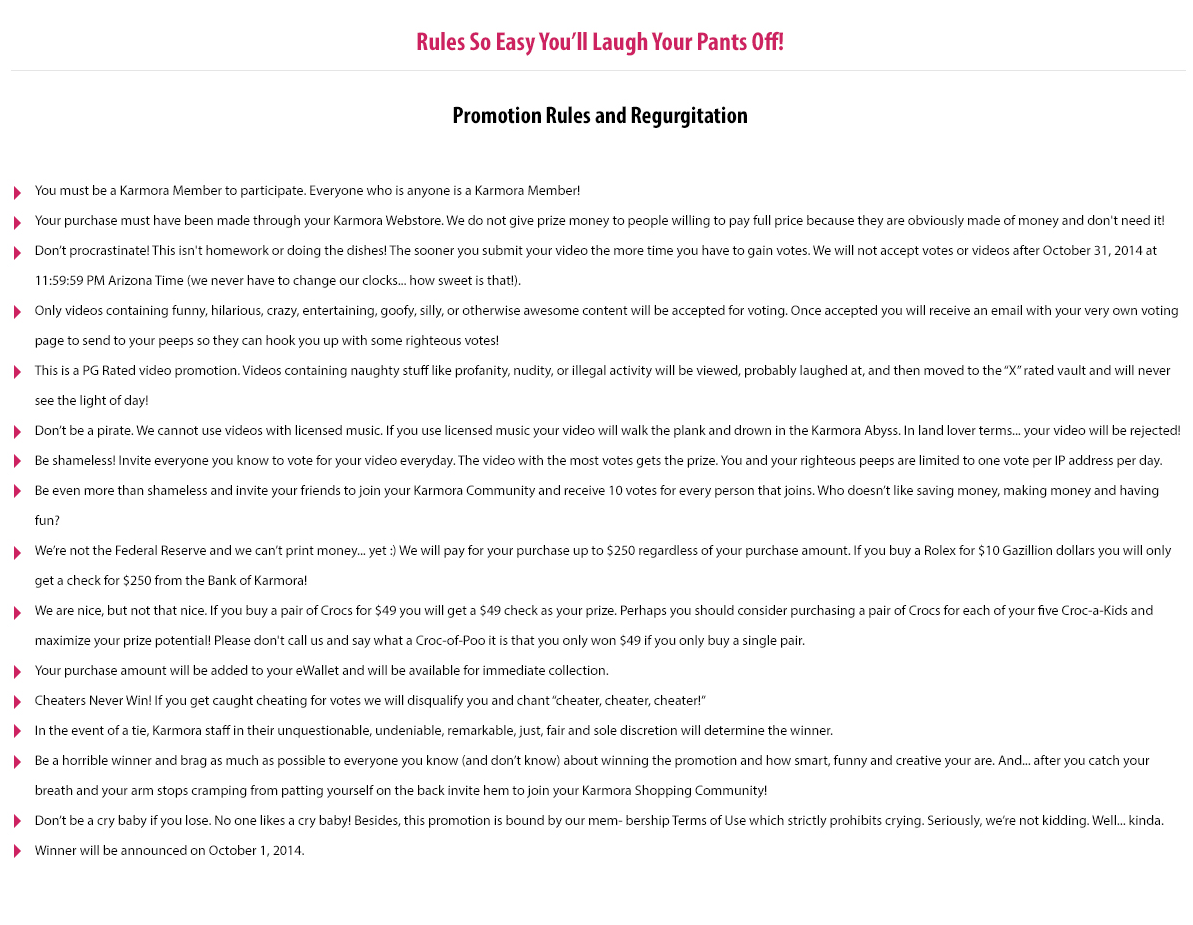 Rules So Easy You’ll Laugh Your Pants Off!
Promotion Rules and Regurgitation
You must be a Karmora Member to participate. Everyone who is anyone is a Karmora Member!
Your purchase must have been made through your Karmora Webstore. We do not give prize money to people willing to pay full price because they are obviously made of money and don't need it!
Don’t procrastinate! This isn't homework or doing the dishes! The sooner you submit your video the more time you have to gain votes. We will not accept votes or videos after October 31, 2014 at
11:59:59 PM Arizona Time (we never have to change our clocks... how sweet is that!).
Only videos containing funny, hilarious, crazy, entertaining, goofy, silly, or otherwise awesome content will be accepted for voting. Once accepted you will receive an email with your very own voting
page to send to your peeps so they can hook you up with some righteous votes!
This is a PG Rated video promotion. Videos containing naughty stuff like profanity, nudity, or illegal activity will be viewed, probably laughed at, and then moved to the “X” rated vault and will never
see the light of day!
Don’t be a pirate. We cannot use videos with licensed music. If you use licensed music your video will walk the plank and drown in the Karmora Abyss. In land lover terms... your video will be rejected!
Be shameless! Invite everyone you know to vote for your video everyday. The video with the most votes gets the prize. You and your righteous peeps are limited to one vote per IP address per day.
Be even more than shameless and invite your friends to join your Karmora Community and receive 10 votes for every person that joins. Who doesn’t like saving money, making money and having
fun?
We’re not the Federal Reserve and we can’t print money... yet :) We will pay for your purchase up to $250 regardless of your purchase amount. If you buy a Rolex for $10 Gazillion dollars you will only
get a check for $250 from the Bank of Karmora!
We are nice, but not that nice. If you buy a pair of Crocs for $49 you will get a $49 check as your prize. Perhaps you should consider purchasing a pair of Crocs for each of your five Croc-a-Kids and
maximize your prize potential! Please don't call us and say what a Croc-of-Poo it is that you only won $49 if you only buy a single pair.
Your purchase amount will be added to your eWallet and will be available for immediate collection.
Cheaters Never Win! If you get caught cheating for votes we will disqualify you and chant “cheater, cheater, cheater!”
In the event of a tie, Karmora staff in their unquestionable, undeniable, remarkable, just, fair and sole discretion will determine the winner.
Be a horrible winner and brag as much as possible to everyone you know (and don’t know) about winning the promotion and how smart, funny and creative your are. And... after you catch your
breath and your arm stops cramping from patting yourself on the back invite hem to join your Karmora Shopping Community!
Don’t be a cry baby if you lose. No one likes a cry baby! Besides, this promotion is bound by our mem- bership Terms of Use which strictly prohibits crying. Seriously, we’re not kidding. Well... kinda.
Winner will be announced on October 1, 2014.